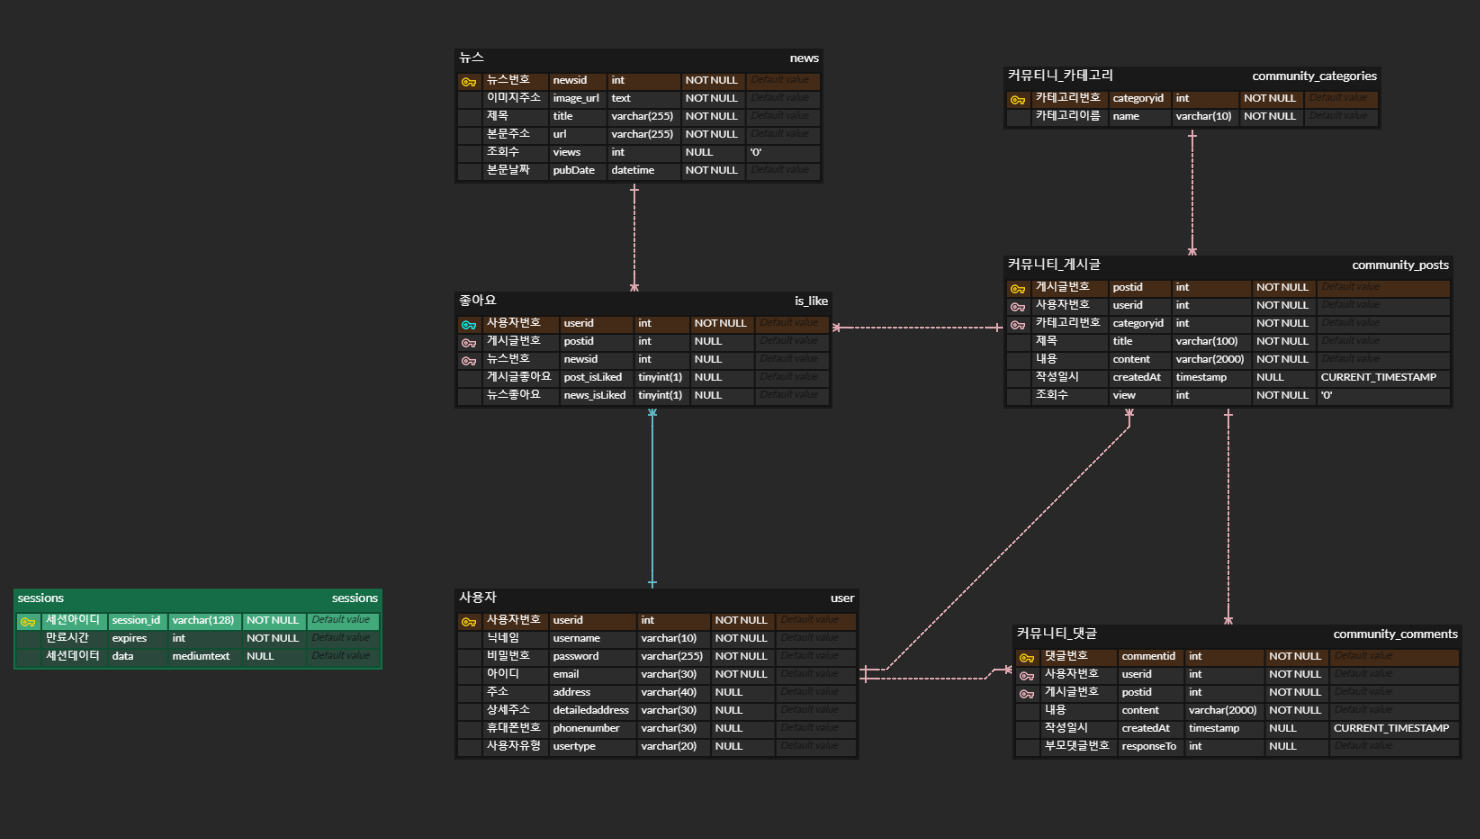 뉴스 news
뉴스번호 newsid int NOT NULL Default value
이미지주소 image_url text NOT NULL Default value
제목 title varchar(255) NOT NULL Default value
본문주소 url varchar(255) NOT NULL Default value
조회수 views int NULL '0'
본문날짜 pubDate datetime NOT NULL Default value
커뮤티니_카테고리 community_categories
카테고리번호 categoryid int NOT NULL Default value
카테고리이름 name varchar(10) NOT NULL Default value
좋아요 is_like
사용자번호 userid int NOT NULL Default value
게시글번호 postid int NULL Default value
뉴스번호 newsid int NULL Default value
게시글좋아요 post_isLiked tinyint(1) NULL Default value
뉴스좋아요 news_isLiked tinyint(1) NULL Default value
커뮤니티_게시글 community_posts
게시글번호 postid int NOT NULL Default value
사용자번호 userid int NOT NULL Default value
카테고리번호 categoryid int NOT NULL Default value
제목 title varchar(100) NOT NULL Default value
내용 content varchar(2000) NOT NULL Default value
작성일시 createdAt timestamp NULL CURRENT_TIMESTAMP
조회수 view int NOT NULL '0'
sessions sessions
세션아이디 session_id varchar(128) NOT NULL Default value
만료시간 expires int NOT NULL Default value
세션데이터 data mediumtext NULL Default value
사용자 user
사용자번호 userid int NOT NULL Default value
닉네임 username varchar(10) NOT NULL Default value
비밀번호 password varchar(255) NOT NULL Default value
아이디 email varchar(30) NOT NULL Default value
주소 address varchar(40) NULL Default value
상세주소 detailedaddress varchar(30) NULL Default value
휴대폰번호 phonenumber varchar(30) NULL Default value
사용자유형 usertype varchar(20) NULL Default value
커뮤니티_댓글 community_comments
댓글번호 commentid int NOT NULL Default value
사용자번호 userid int NOT NULL Default value
게시글번호 postid int NOT NULL Default value
내용 content varchar(2000) NOT NULL Default value
작성일시 createdAt timestamp NULL CURRENT_TIMESTAMP
부모댓글번호 responseTo int NULL Default value